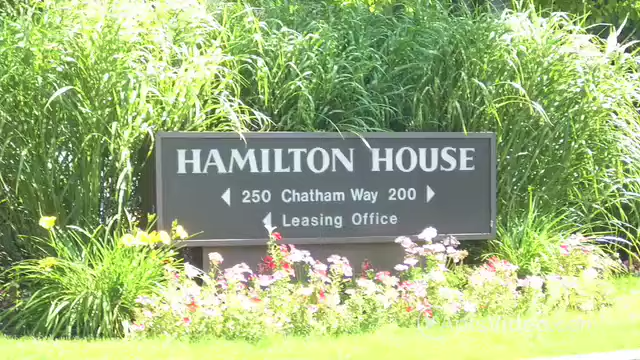 HAMILTON HOUSE
◀ 250 Chatham Way 200 ▶
◀ Leasing Office